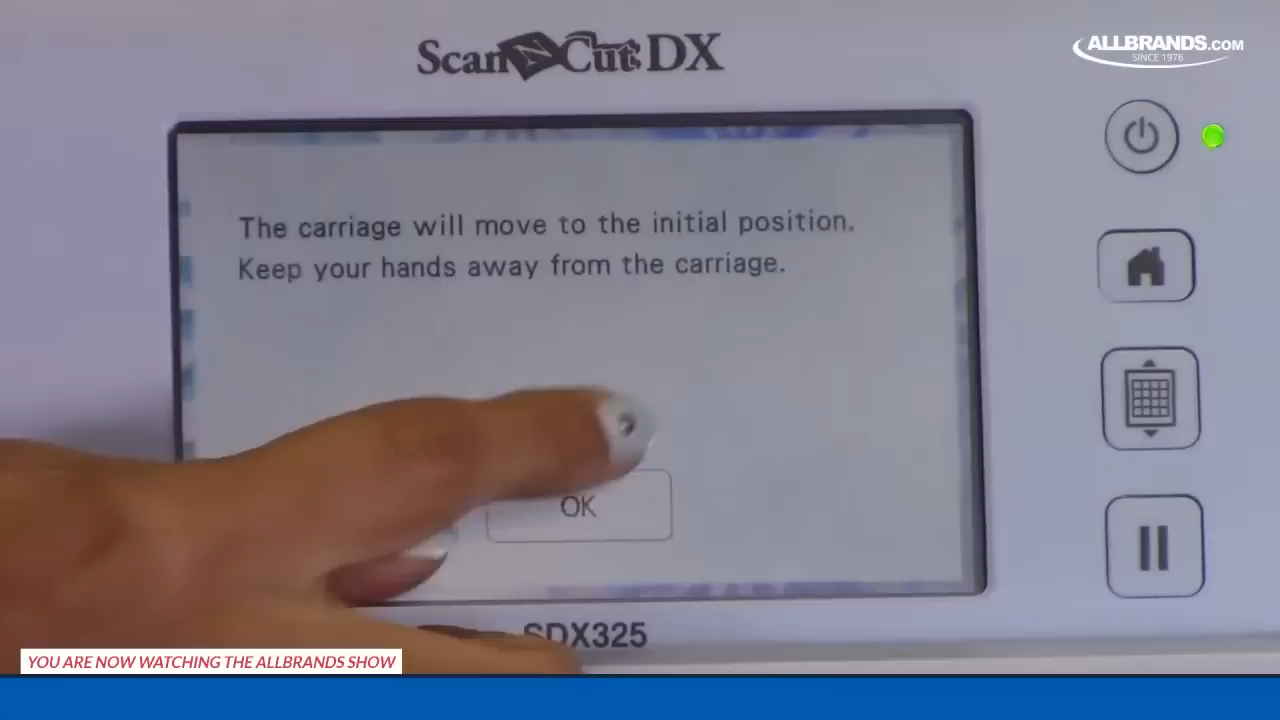 ScanNCut DX
ALLBRANDS.COM
SINCE 1976
The carriage will move to the initial position.
Keep your hands away from the carriage.
OK
SDX325
YOU ARE NOW WATCHING THE ALLBRANDS SHOW